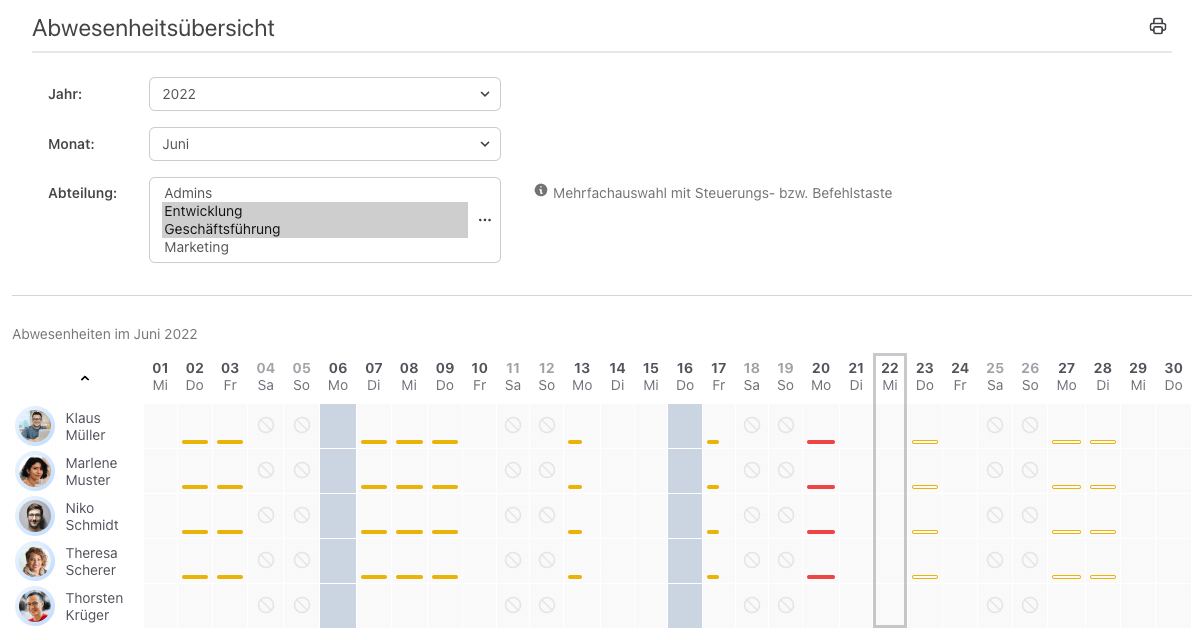 Abwesenheitsübersicht
Jahr:
2022
Monat:
Juni
Abteilung:
Admins
Entwicklung
Geschäftsführung
Marketing
Mehrfachauswahl mit Steuerungs- bzw. Befehlstaste
Abwesenheiten im Juni 2022
01 02 03 04 05 06 07 08 09 10 11 12 13 14 15 16 17 18 19 20 21 22 23 24 25 26 27 28 29 30
Mi Do Fr Sa So Mo Di Mi Do Fr Sa So Mo Di Mi Do Fr Sa So Mo Di Mi Do Fr Sa So Mo Di Mi Do
Klaus
Müller
Marlene
Muster
Niko
Schmidt
Theresa
Scherer
Thorsten
Krüger